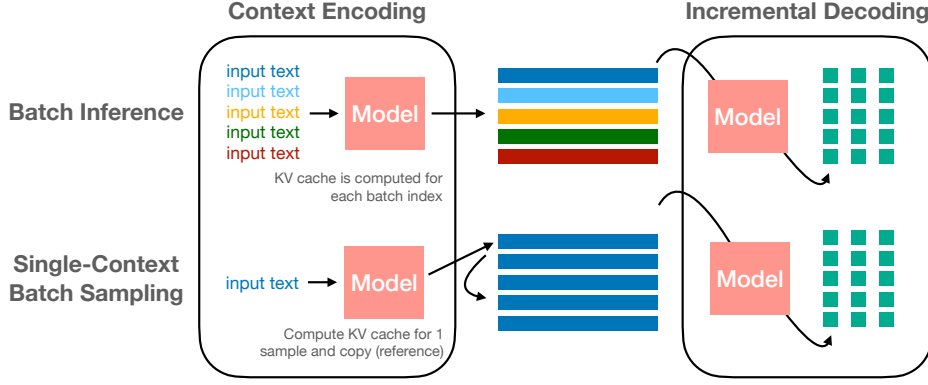 Context Encoding
Incremental Decoding
Batch Inference
input text
input text
input text
input text
input text
Model
KV cache is computed for
each batch index
Model
Single-Context
Batch Sampling
input text
Model
Compute KV cache for 1
sample and copy (reference)
Model